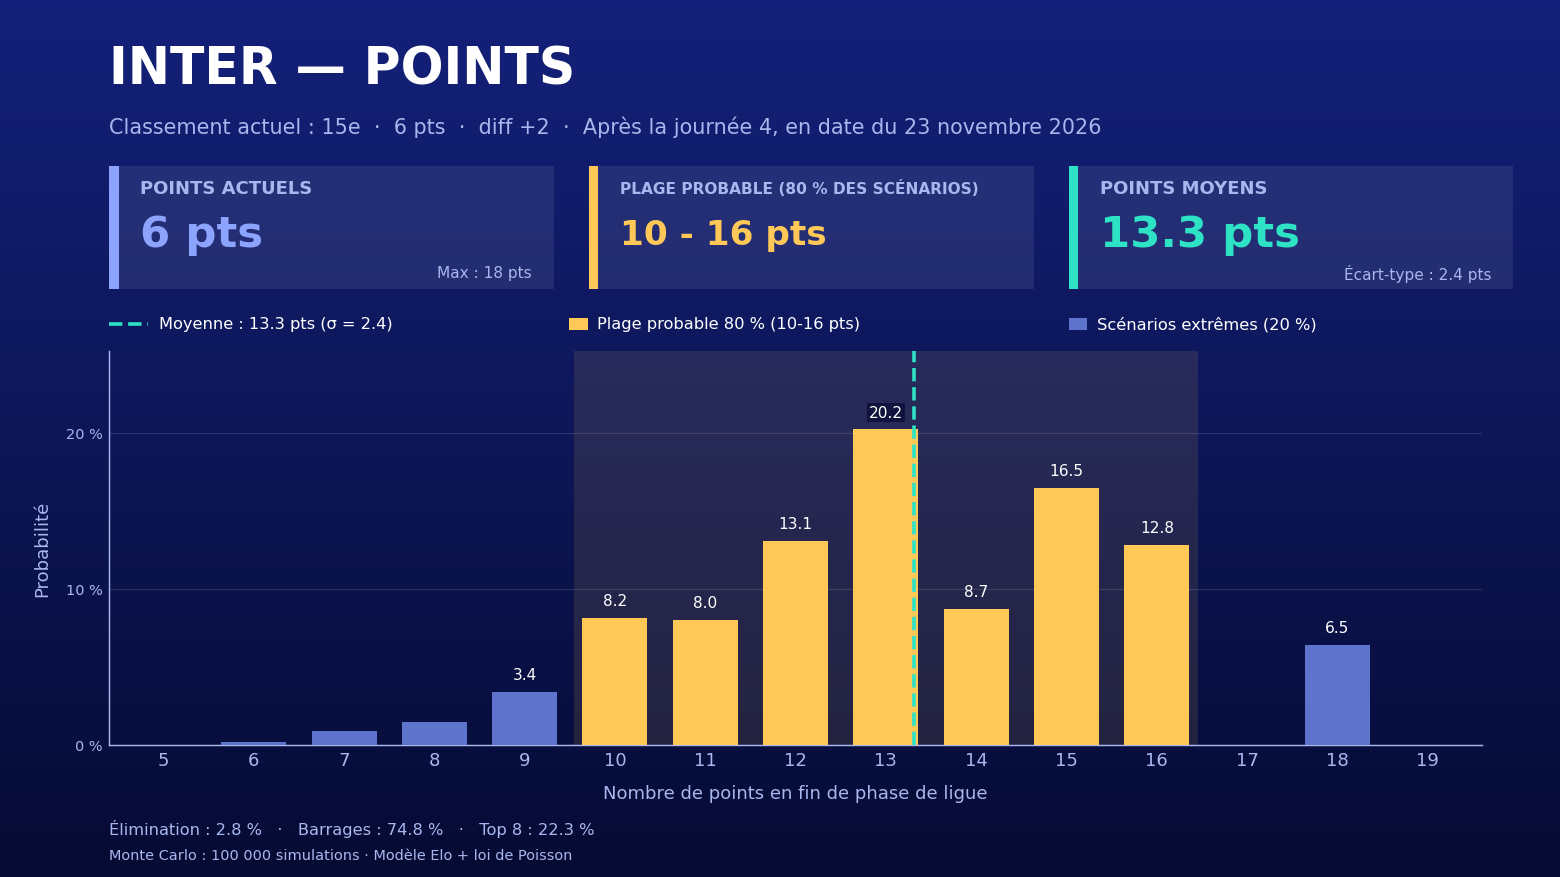 INTER — POINTS
Classement actuel : 15e · 6 pts · diff +2 · Après la journée 4, en date du 23 novembre 2026
POINTS ACTUELS
6 pts
Max : 18 pts
PLAGE PROBABLE (80 % DES SCÉNARIOS)
10 - 16 pts
POINTS MOYENS
13.3 pts
Écart-type : 2.4 pts
Moyenne : 13.3 pts (σ = 2.4)
Plage probable 80 % (10-16 pts)
Scénarios extrêmes (20 %)
Probabilité
20 %
10 %
0 %
3.4
8.2
8.0
13.1
20.2
8.7
16.5
12.8
6.5
5 6 7 8 9 10 11 12 13 14 15 16 17 18 19
Nombre de points en fin de phase de ligue
Élimination : 2.8 % · Barrages : 74.8 % · Top 8 : 22.3 %
Monte Carlo : 100 000 simulations · Modèle Elo + loi de Poisson